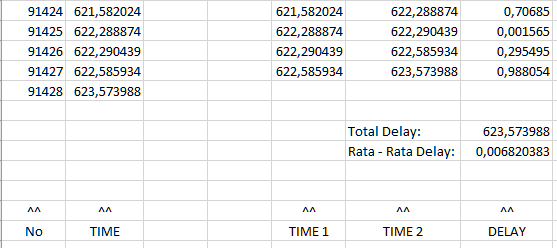 91424 621,582024 621,582024 622,288874 0,70685
91425 622,288874 622,288874 622,290439 0,001565
91426 622,290439 622,290439 622,585934 0,295495
91427 622,585934 622,585934 623,573988 0,988054
91428 623,573988
Total Delay: 623,573988
Rata - Rata Delay: 0,006820383
^^ ^^ ^^ ^^ ^^
No TIME TIME 1 TIME 2 DELAY